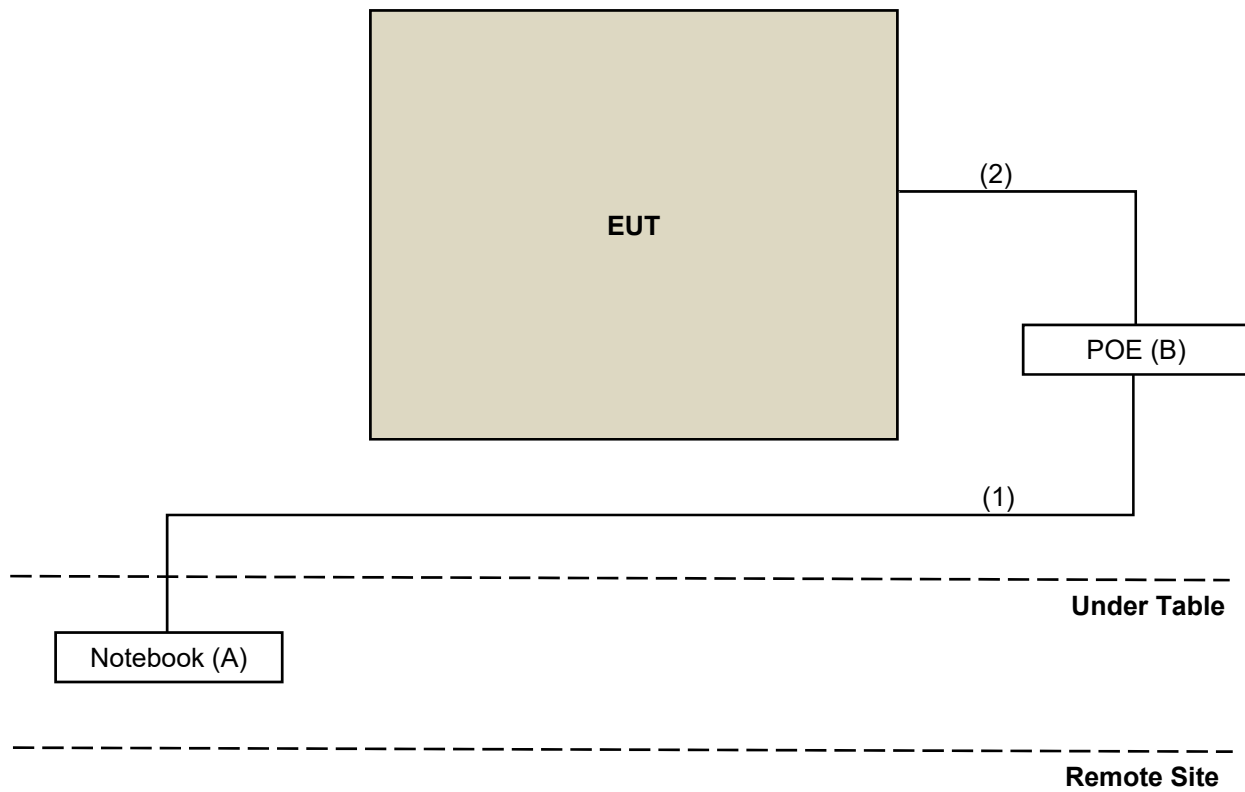 (2)
EUT
POE (B)
(1)
Under Table
Notebook (A)
Remote Site